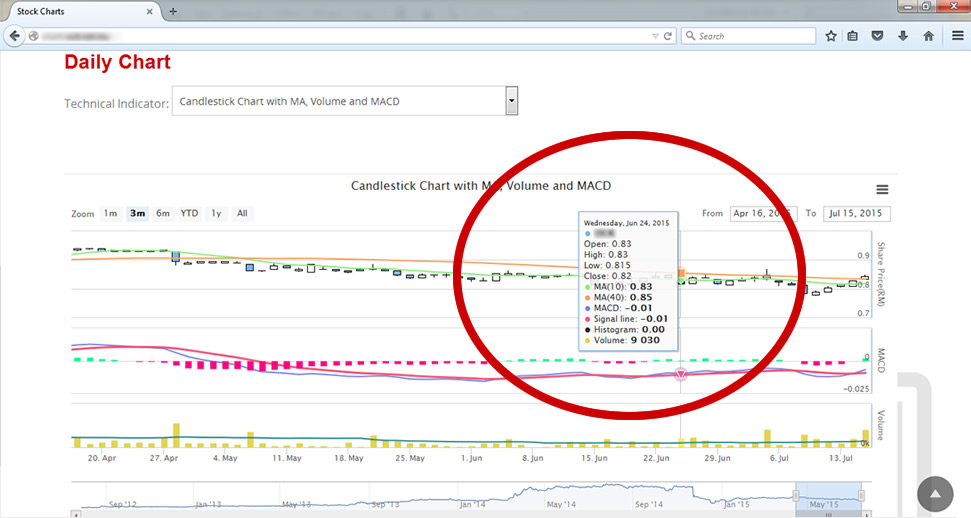 Stock Charts
Search
Daily Chart
Technical Indicator: Candlestick Chart with MA, Volume and MACD
Candlestick Chart with MA, Volume and MACD
Zoom 1m 3m 6m YTD 1y All
From Apr 16, 2015 To Jul 15, 2015
Wednesday, Jun 24, 2015
Open: 0.83
High: 0.83
Low: 0.815
Close: 0.82
MA(10): 0.83
MA(40): 0.85
MACD: -0.01
Signal line: -0.01
Histogram: 0.00
Volume: 9 030
0.9
0.8
0.7
Share Price(RM)
0
-0.025
MACD
0k
Volume
20. Apr 27. Apr 4. May 11. May 18. May 25. May 1. Jun 8. Jun 15. Jun 22. Jun 29. Jun 6. Jul 13. Jul
Sep '12 Jan '13 May '13 Jan '14 May '14 Sep '14 Jan '15 May '15